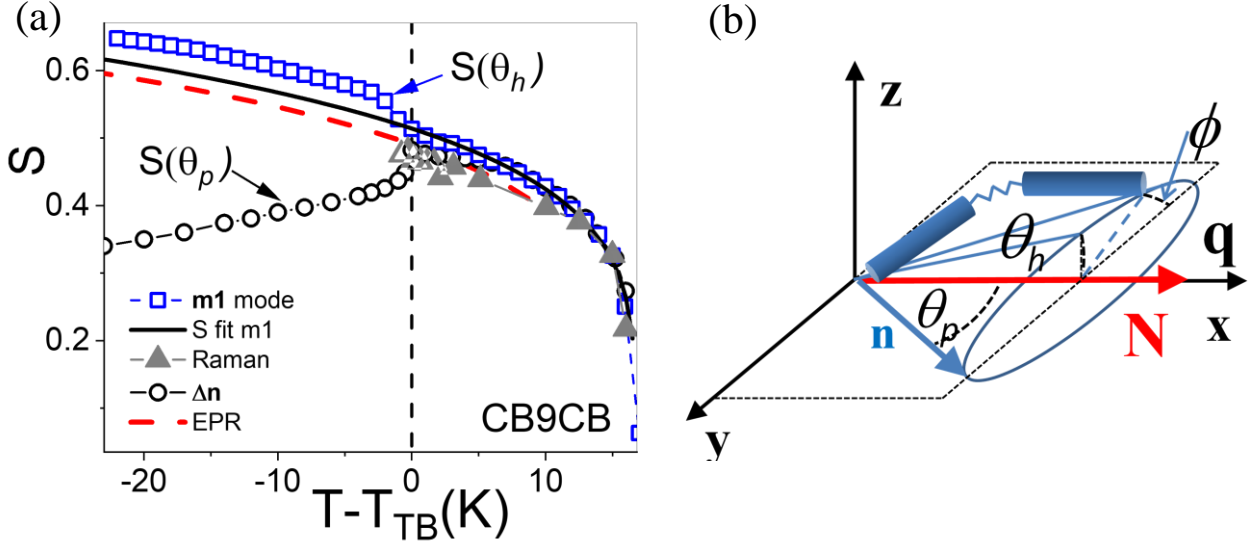 (a)
S
0.6
0.4
0.2
S(θh)
S(θp)
m1 mode
S fit m1
Raman
Δn
EPR
CB9CB
-20
-10
0
10
T-TTB(K)
(b)
z
ϕ
θh
q
θp
n
N
x
y